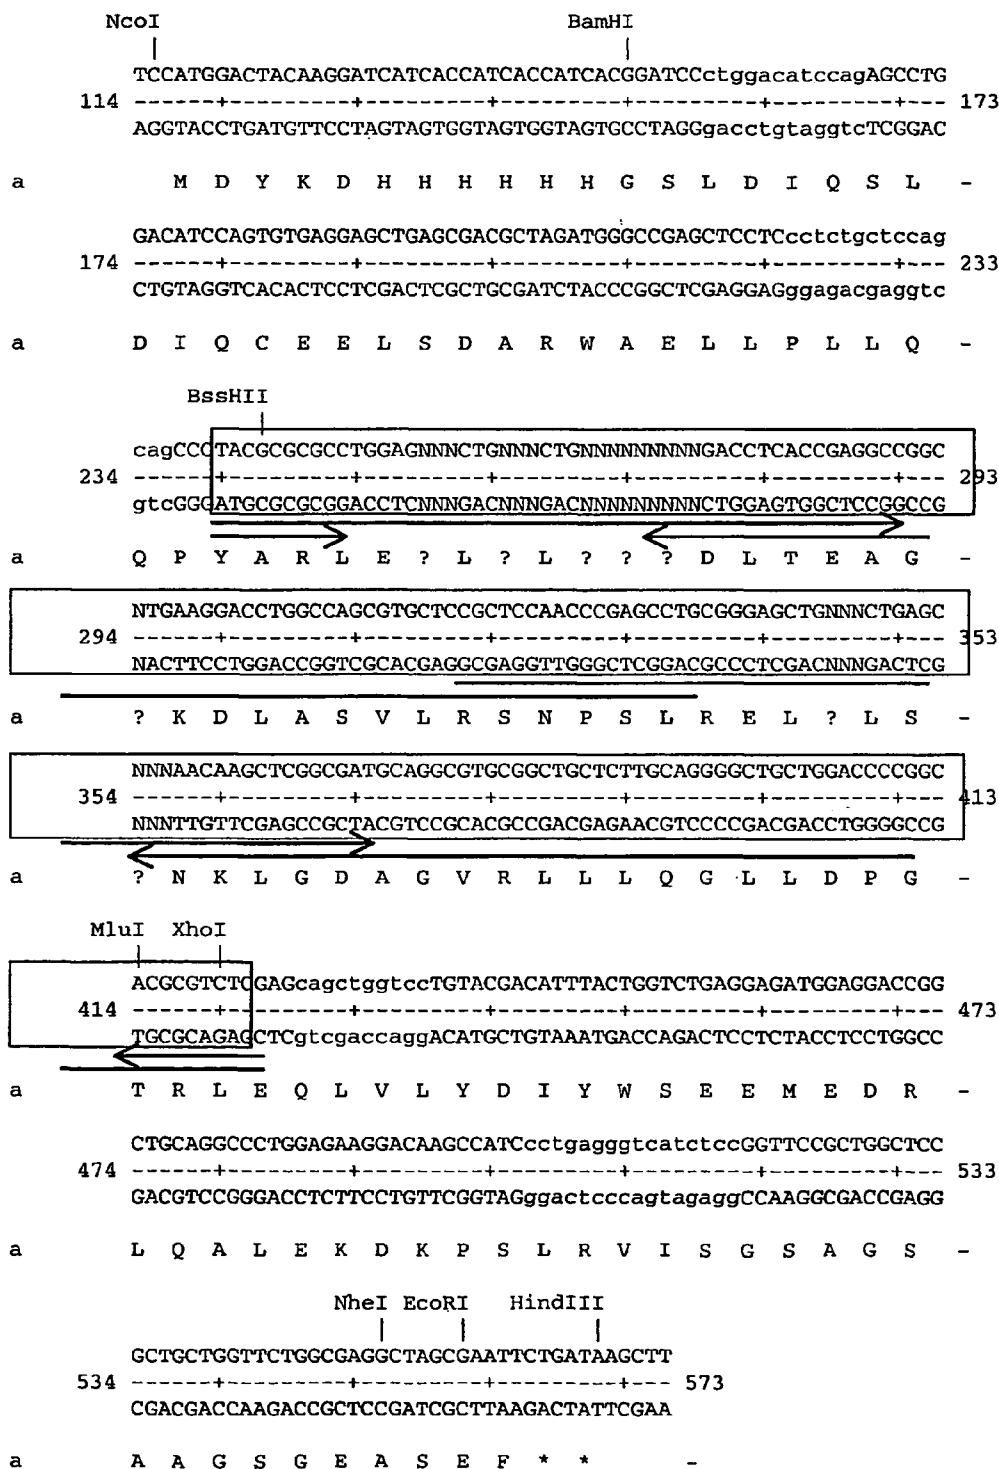 NcoI BamHI
TCCATGGACTACAAGGATCATCACCATCACCATCACGGATCCctggacatccagAGCCTG
114 ------+---------+---------+---------+---------+---------+--- 173
AGGTACCTGATGTTCCTAGTAGTGGTAGTGGTAGTGCCTAGGgacctgtaggtcTCGGAC
a M D Y K D H H H H H H G S L D I Q S L -
GACATCCAGTGTGAGGAGCTGAGCGACGCTAGATGGGCCGAGCTCCTCcctctgctccag
174 ------+---------+---------+---------+---------+---------+--- 233
CTGTAGGTCACACTCCTCGACTCGCTGCGATCTACCCGGCTCGAGGAGggagacgaggtc
a D I Q C E E L S D A R W A E L L P L L Q -
BssHII
cagCCCTACGCGCGCCTGGAGNNNCTGNNNCTGNNNNNNNNNGACCTCACCGAGGCCGGC
234 ------+---------+---------+---------+---------+---------+--- 293
gtcGGGATGCGCGCGGACCTCNNNGACNNNGACNNNNNNNNNCTGGAGTGGCTCCGGCCG
a Q P Y A R L E ? L ? L ? ? ? D L T E A G -
NTGAAGGACCTGGCCAGCGTGCTCCGCTCCAACCCGAGCCTGCGGGAGCTGNNNCTGAGC
294 ------+---------+---------+---------+---------+---------+--- 353
NACTTCCTGGACCGGTCGCACGAGGCGAGGTTGGGCTCGGACGCCCTCGACNNNGACTCG
a ? K D L A S V L R S N P S L R E L ? L S -
NNNAACAAGCTCGGCGATGCAGGCGTGCGGCTGCTCTTGCAGGGGCTGCTGGACCCCGGC
354 ------+---------+---------+---------+---------+---------+--- 413
NNNTTGTTCGAGCCGCTACGTCCGCACGCCGACGAGAACGTCCCCGACGACCTGGGGCCG
a ? N K L G D A G V R L L L Q G L L D P G -
MluI XhoI
ACGCGTCTCGAGcagctggtccTGTACGACATTTACTGGTCTGAGGAGATGGAGGACCGG
414 ------+---------+---------+---------+---------+---------+--- 473
TGCGCAGAGCTCgtcgaccaggACATGCTGTAAATGACCAGACTCCTCTACCTCCTGGCC
a T R L E Q L V L Y D I Y W S E E M E D R -
CTGCAGGCCCTGGAGAAGGACAAGCCATCcctgagggtcatctccGGTTCCGCTGGCTCC
474 ------+---------+---------+---------+---------+---------+--- 533
GACGTCCGGGACCTCTTCCTGTTCGGTAGggactcccagtagaggCCAAGGCGACCGAGG
a L Q A L E K D K P S L R V I S G S A G S -
NheI EcoRI HindIII
GCTGCTGGTTCTGGCGAGGCTAGCGAATTCTGATAAGCTT
534 ------+---------+---------+---------+--- 573
CGACGACCAAGACCGCTCCGATCGCTTAAGACTATTCGAA
a A A G S G E A S E F * * -